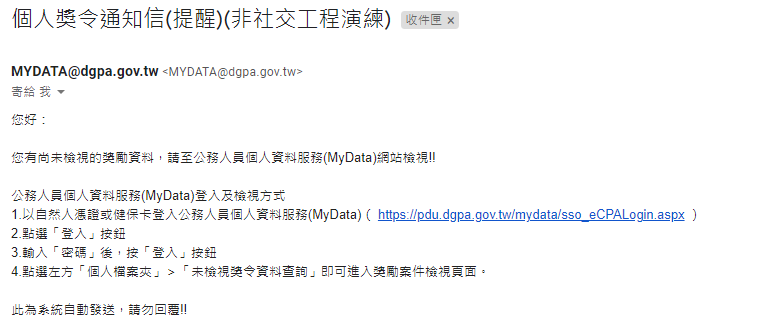 個人獎令通知信(提醒)(非社交工程演練) 收件匣 ×
MYDATA@dgpa.gov.tw <MYDATA@dgpa.gov.tw>
寄給 我
您好：
您有尚未檢視的獎勵資料，請至公務人員個人資料服務(MyData)網站檢視!!
公務人員個人資料服務(MyData)登入及檢視方式
1.以自然人憑證或健保卡登入公務人員個人資料服務(MyData)（ https://pdu.dgpa.gov.tw/mydata/sso_eCPALogin.aspx ）
2.點選「登入」按鈕
3.輸入「密碼」後，按「登入」按鈕
4.點選左方「個人檔案夾」>「未檢視獎令資料查詢」即可進入獎勵案件檢視頁面。
此為系統自動發送，請勿回覆!!